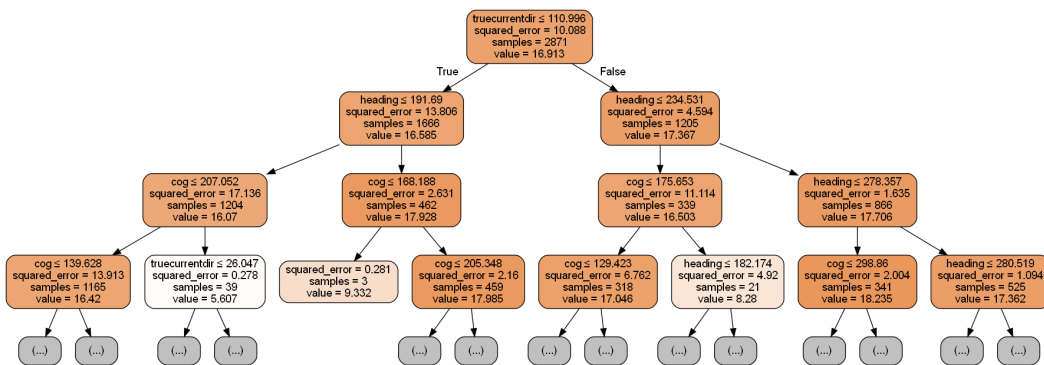 truecurrentdir ≤ 110.996
squared_error = 10.088
samples = 2871
value = 16.913
True
False
heading ≤ 191.69
squared_error = 13.806
samples = 1666
value = 16.585
heading ≤ 234.531
squared_error = 4.594
samples = 1205
value = 17.367
cog ≤ 207.052
squared_error = 17.136
samples = 1204
value = 16.07
cog ≤ 168.188
squared_error = 2.631
samples = 462
value = 17.928
cog ≤ 175.653
squared_error = 11.114
samples = 339
value = 16.503
heading ≤ 278.357
squared_error = 1.635
samples = 866
value = 17.706
cog ≤ 139.628
squared_error = 13.913
samples = 1165
value = 16.42
truecurrentdir ≤ 26.047
squared_error = 0.278
samples = 39
value = 5.607
squared_error = 0.281
samples = 3
value = 9.332
cog ≤ 205.348
squared_error = 2.16
samples = 459
value = 17.985
cog ≤ 129.423
squared_error = 6.762
samples = 318
value = 17.046
heading ≤ 182.174
squared_error = 4.92
samples = 21
value = 8.28
cog ≤ 298.86
squared_error = 2.004
samples = 341
value = 18.235
heading ≤ 280.519
squared_error = 1.094
samples = 525
value = 17.362
(...)
(...)
(...)
(...)
(...)
(...)
(...)
(...)
(...)
(...)
(...)
(...)
(...)
(...)